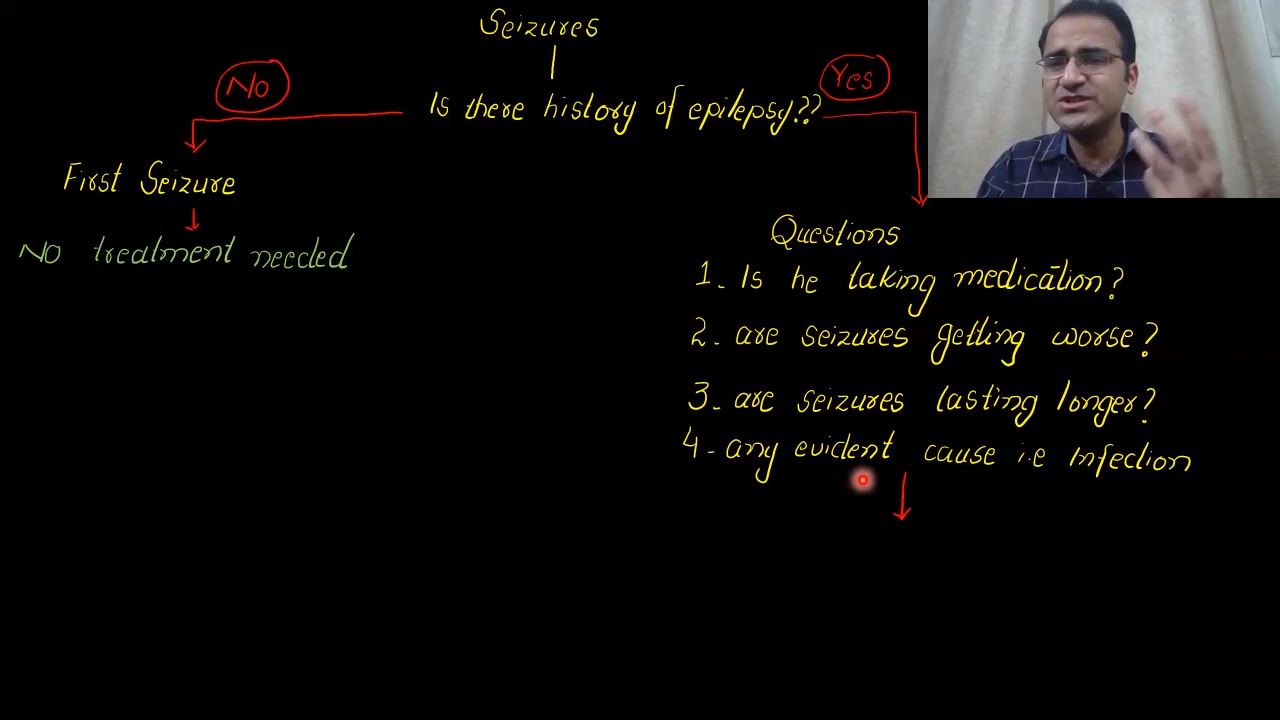 Seizures
No
Yes
Is there history of epilepsy??
First Seizure
No treatment needed
Questions
1. Is he taking medication?
2. are seizures getting worse?
3. are seizures lasting longer?
4. any evident cause i.e Infection